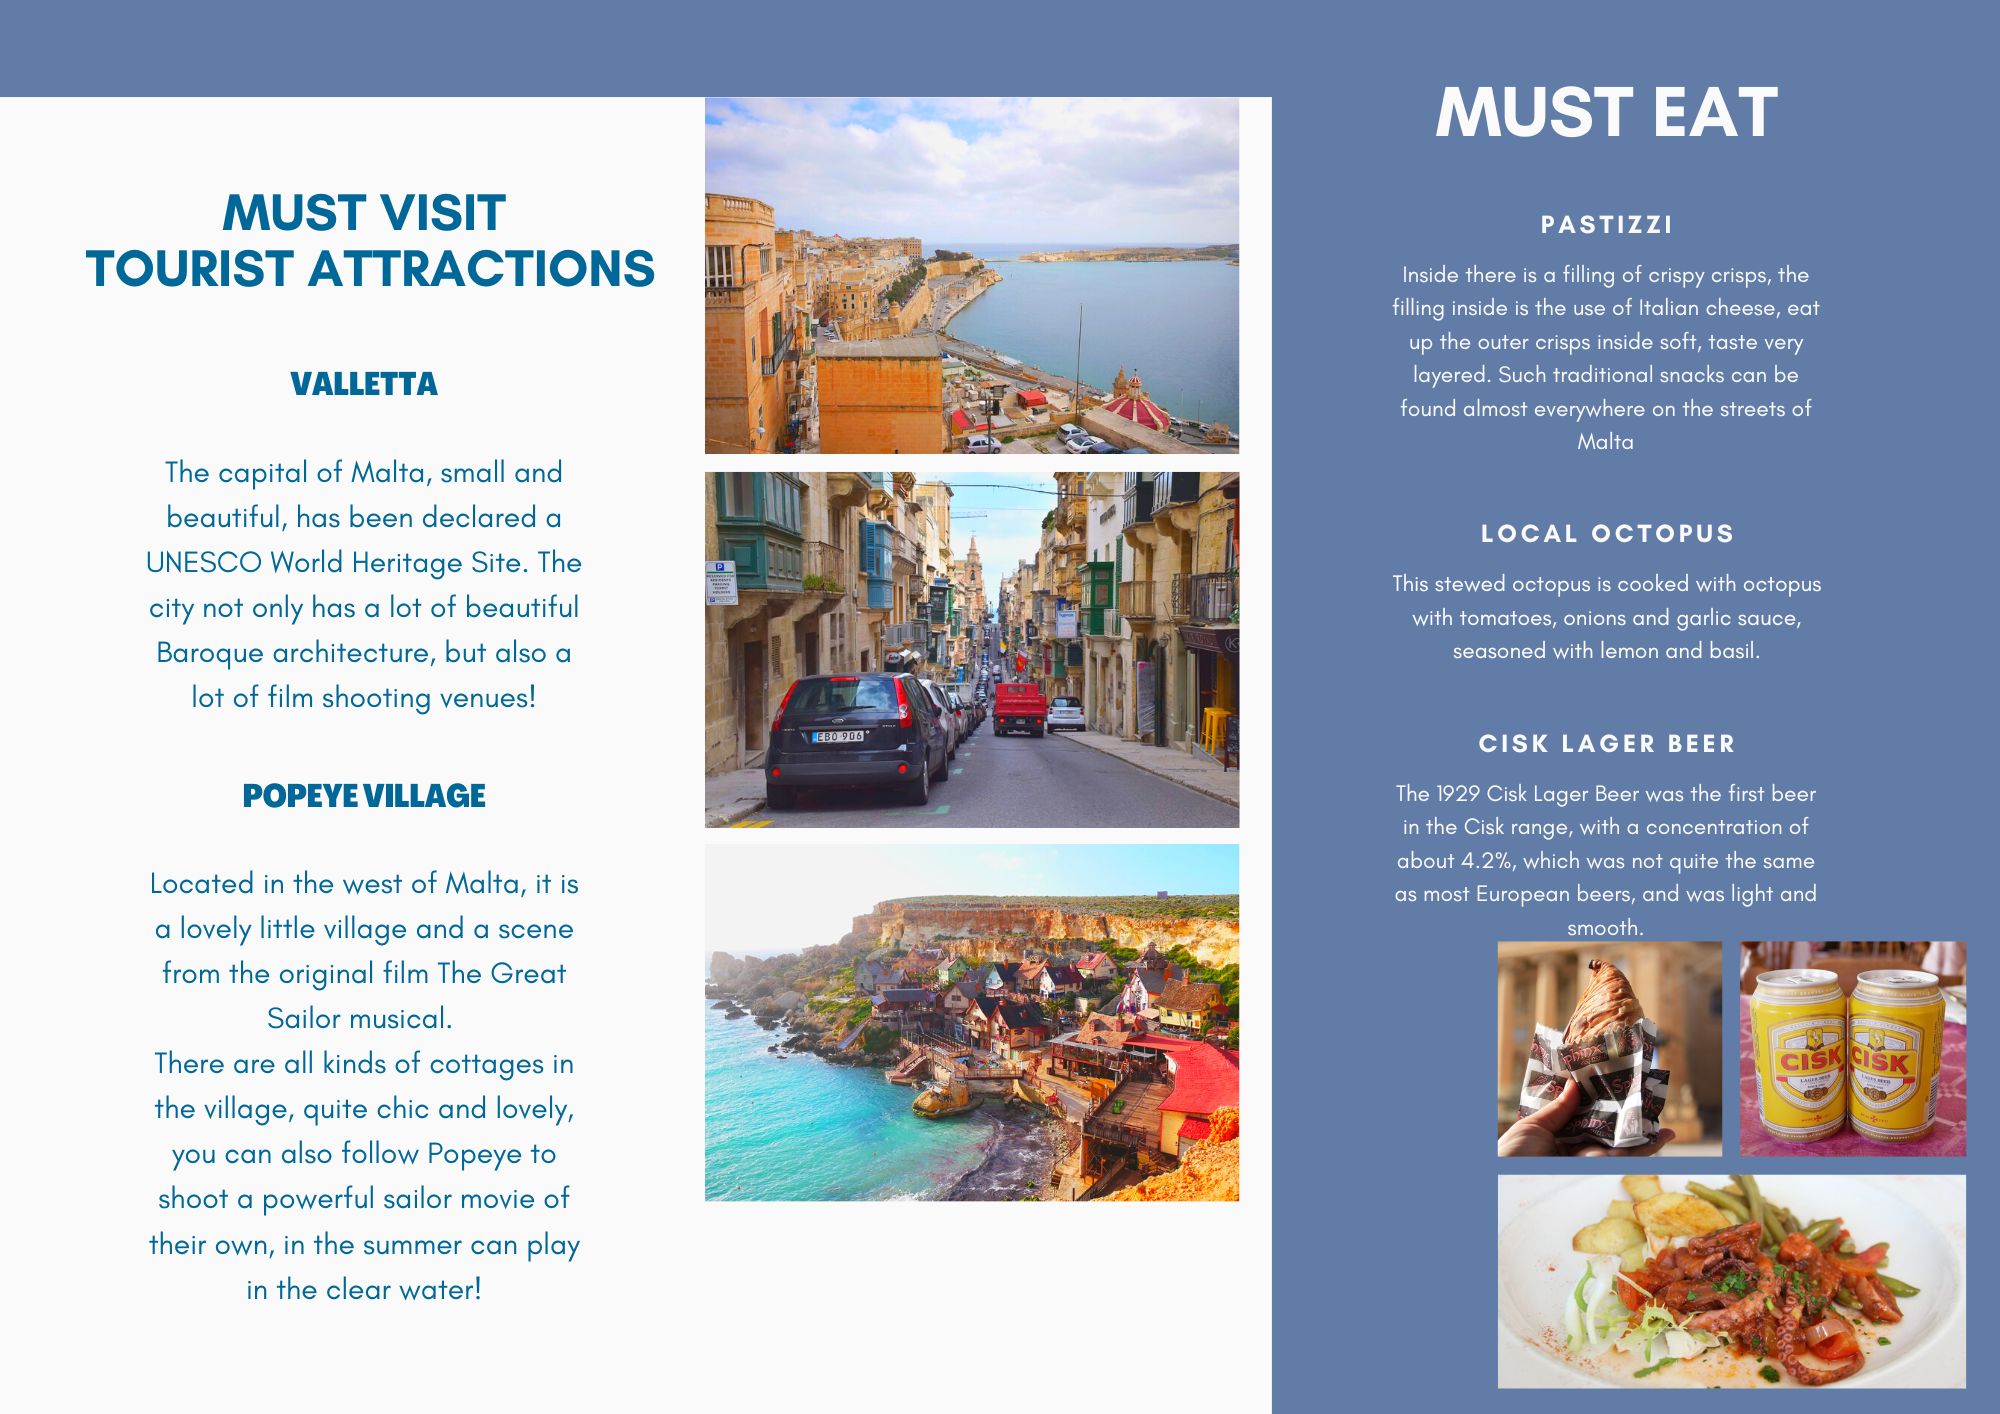 MUST VISIT
TOURIST ATTRACTIONS
VALLETTA
The capital of Malta, small and
beautiful, has been declared a
UNESCO World Heritage Site. The
city not only has a lot of beautiful
Baroque architecture, but also a
lot of film shooting venues!
POPEYE VILLAGE
Located in the west of Malta, it is
a lovely little village and a scene
from the original film The Great
Sailor musical.
There are all kinds of cottages in
the village, quite chic and lovely,
you can also follow Popeye to
shoot a powerful sailor movie of
their own, in the summer can play
in the clear water!
P
EBO 906
MUST EAT
PASTIZZI
Inside there is a filling of crispy crisps, the
filling inside is the use of Italian cheese, eat
up the outer crisps inside soft, taste very
layered. Such traditional snacks can be
found almost everywhere on the streets of
Malta
LOCAL OCTOPUS
This stewed octopus is cooked with octopus
with tomatoes, onions and garlic sauce,
seasoned with lemon and basil.
CISK LAGER BEER
The 1929 Cisk Lager Beer was the first beer
in the Cisk range, with a concentration of
about 4.2%, which was not quite the same
as most European beers, and was light and
smooth.
CISK
LAGER BEER
CISK
LAGER BEER